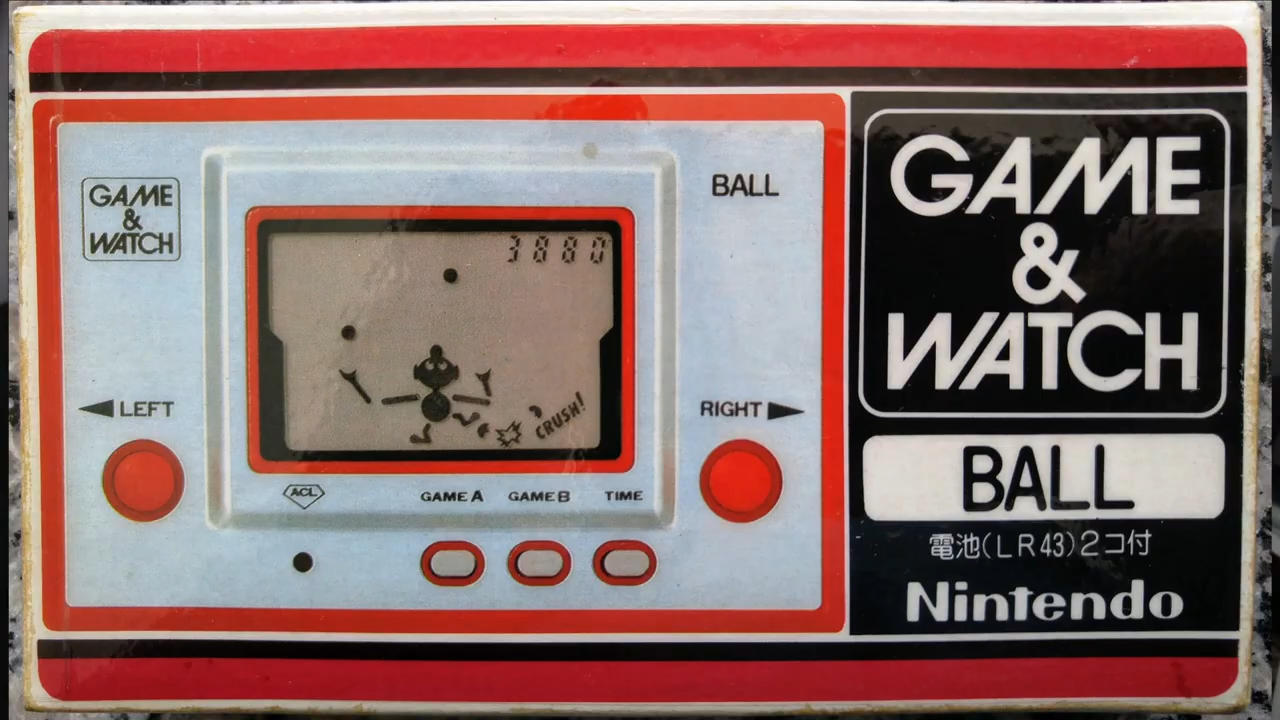 GAME
&
WATCH
BALL
3880
CRUSH!
◀LEFT
RIGHT▶
ACL
GAME A
GAME B
TIME
GAME
&
WATCH
BALL
電池(LR43)2コ付
Nintendo